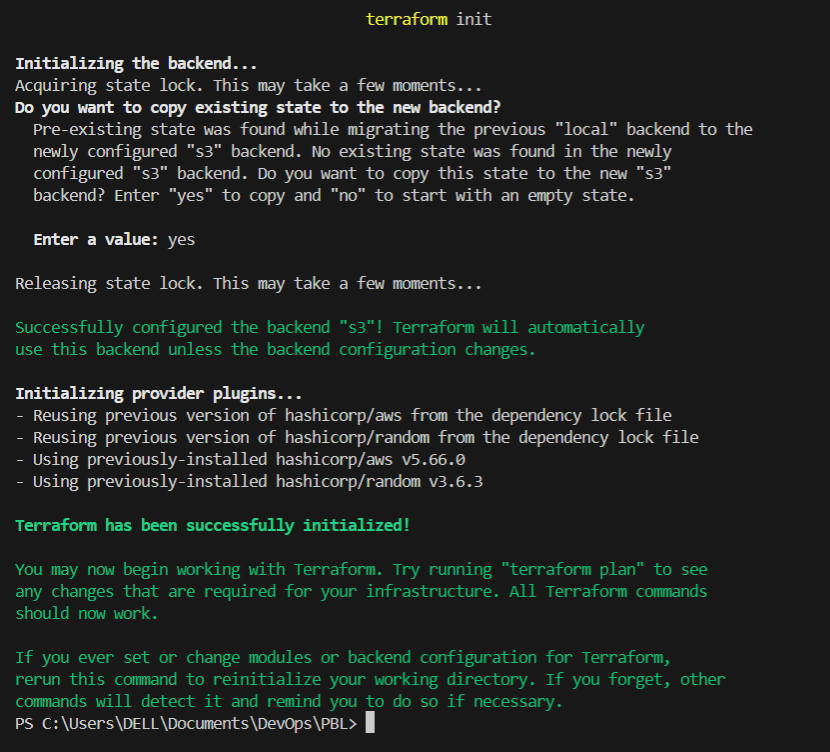 terraform init
Initializing the backend...
Acquiring state lock. This may take a few moments...
Do you want to copy existing state to the new backend?
Pre-existing state was found while migrating the previous "local" backend to the
newly configured "s3" backend. No existing state was found in the newly
configured "s3" backend. Do you want to copy this state to the new "s3"
backend? Enter "yes" to copy and "no" to start with an empty state.
Enter a value: yes
Releasing state lock. This may take a few moments...
Successfully configured the backend "s3"! Terraform will automatically
use this backend unless the backend configuration changes.
Initializing provider plugins...
- Reusing previous version of hashicorp/aws from the dependency lock file
- Reusing previous version of hashicorp/random from the dependency lock file
- Using previously-installed hashicorp/aws v5.66.0
- Using previously-installed hashicorp/random v3.6.3
Terraform has been successfully initialized!
You may now begin working with Terraform. Try running "terraform plan" to see
any changes that are required for your infrastructure. All Terraform commands
should now work.
If you ever set or change modules or backend configuration for Terraform,
rerun this command to reinitialize your working directory. If you forget, other
commands will detect it and remind you to do so if necessary.
PS C:\Users\DELL\Documents\DevOps\PBL>